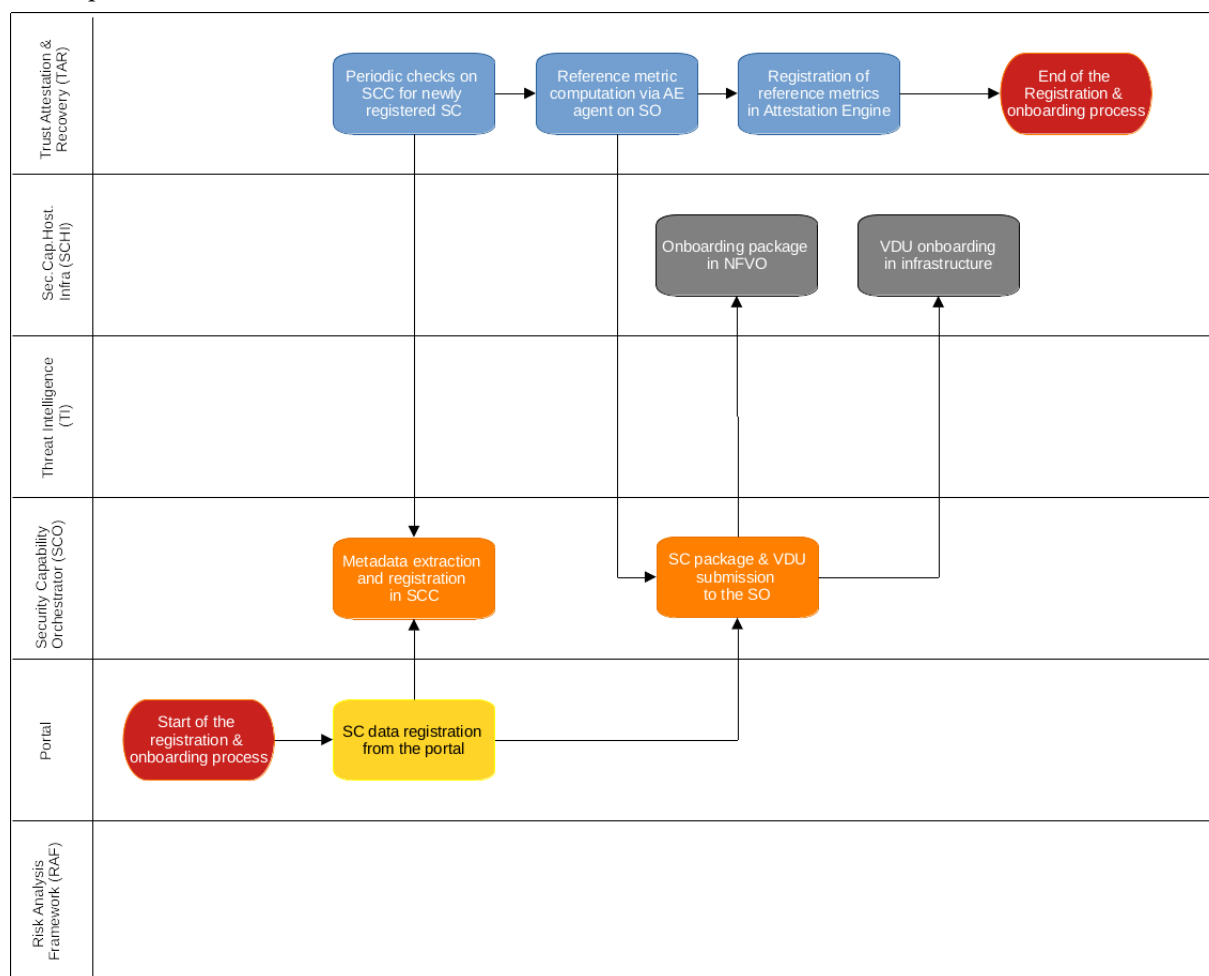 Trust Attestation &
Recovery (TAR)
Periodic checks on
SCC for newly
registered SC
Reference metric
computation via AE
agent on SO
Registration of
reference metrics
in Attestation Engine
End of the
Registration &
onboarding process
Sec.Cap.Host.
Infra (SCHI)
Onboarding package
in NFVO
VDU onboarding
in infrastructure
Threat Intelligence
(TI)
Security Capability
Orchestrator (SCO)
Metadata extraction
and registration
in SCC
SC package & VDU
submission
to the SO
Portal
Start of the
registration &
onboarding process
SC data registration
from the portal
Risk Analysis
Framework (RAF)